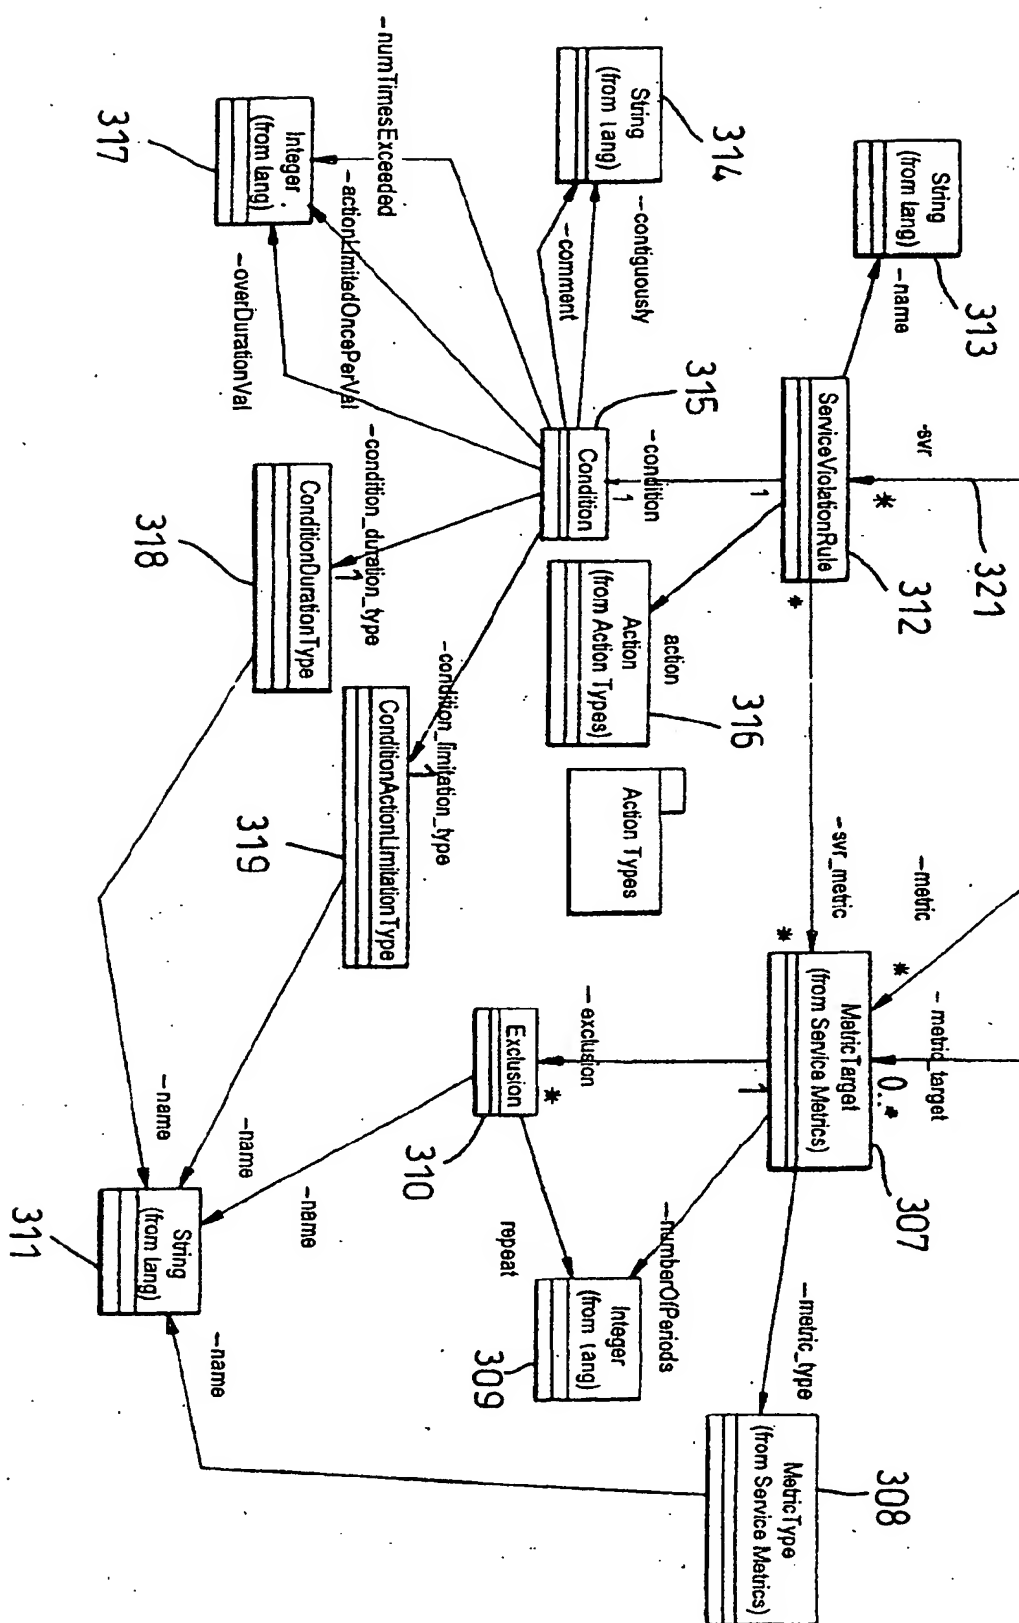 -svr
*
321
-metric
*
- metric_target
0..*
String
(from lang)
313
-name
ServiceViolationRule
312
*
-svr_metric
*
MetricTarget
(from Service Metrics)
307
-metric_type
MetricType
(from Service Metrics)
308
1
-condition
1
action
Action
(from Action Types)
316
Action Types
1
-exclusion
*
-numberOfPeriods
Integer
(from lang)
309
String
(from lang)
314
-contiguously
-comment
315
Condition
Exclusion
310
repeat
-numTimesExceeded
-actionLimitedOncePerVal
-overDurationVal
Integer
(from lang)
317
-condition_duration_type
1
ConditionDurationType
318
-condition_limitation_type
1
ConditionActionLimitationType
319
-name
-name
-name
-name
String
(from lang)
311